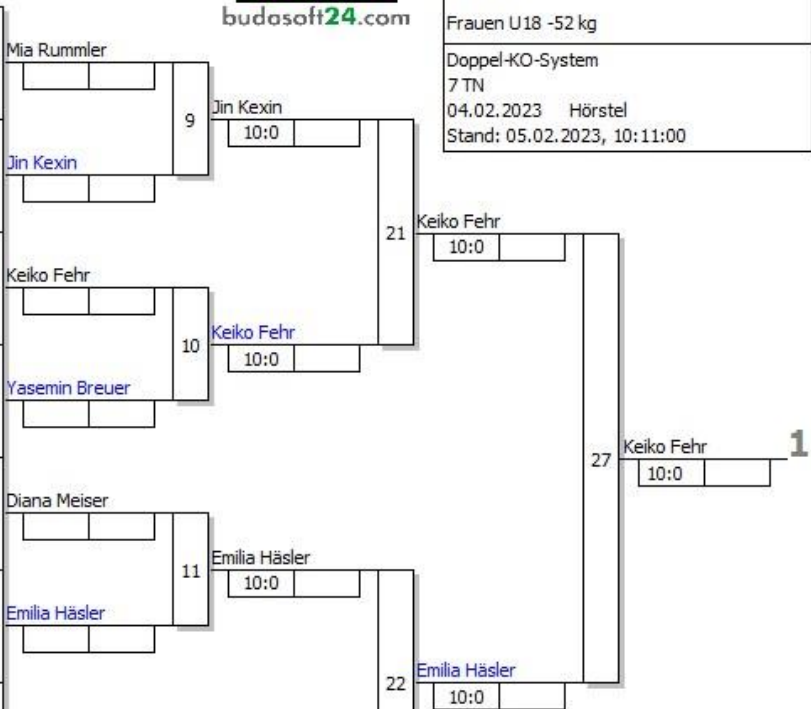 budosoft24.com
Frauen U18 -52 kg
Doppel-KO-System
7 TN
04.02.2023 Hörstel
Stand: 05.02.2023, 10:11:00
Mia Rummler
9
Jin Kexin
10:0
Jin Kexin
21
Keiko Fehr
10:0
Keiko Fehr
10
Keiko Fehr
10:0
Yasemin Breuer
27
Keiko Fehr
10:0
1
Diana Meiser
11
Emilia Häsler
10:0
Emilia Häsler
22
Emilia Häsler
10:0